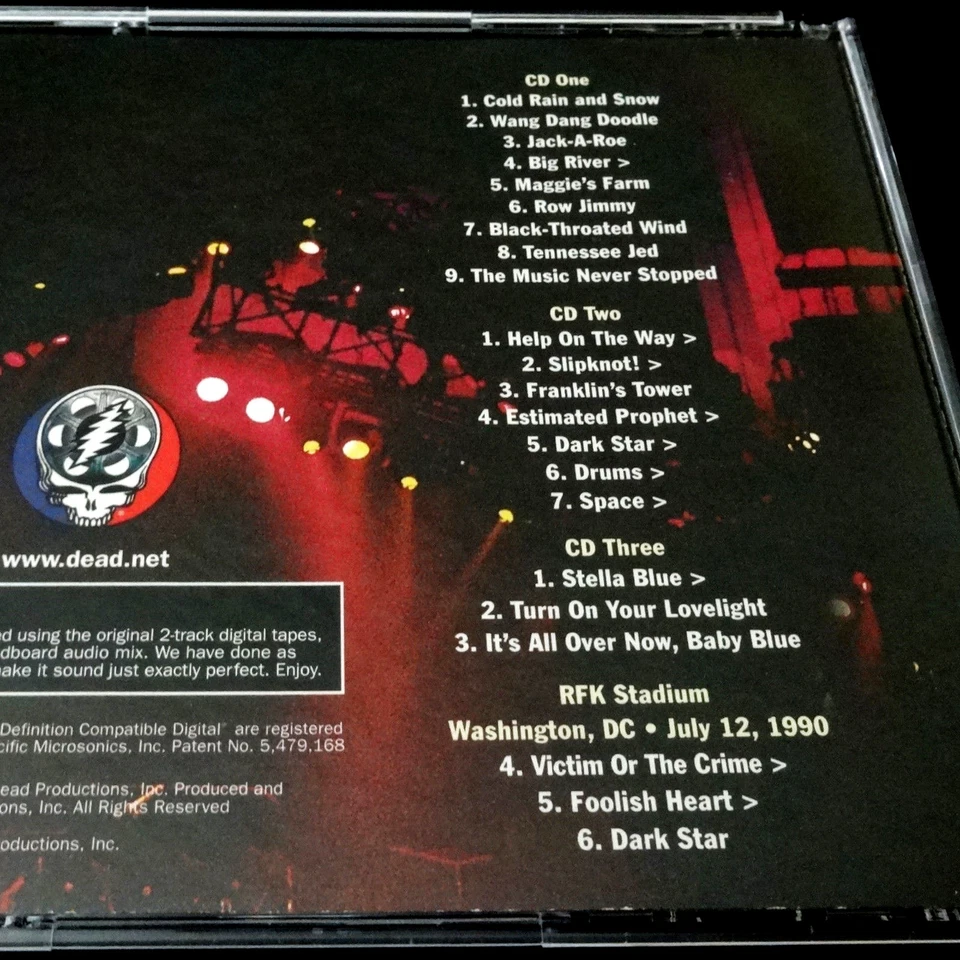 CD One
1. Cold Rain and Snow
2. Wang Dang Doodle
3. Jack-A-Roe
4. Big River >
5. Maggie's Farm
6. Row Jimmy
7. Black-Throated Wind
8. Tennessee Jed
9. The Music Never Stopped
CD Two
1. Help On The Way >
2. Slipknot! >
3. Franklin's Tower
4. Estimated Prophet >
5. Dark Star >
6. Drums >
7. Space >
CD Three
1. Stella Blue >
2. Turn On Your Lovelight
3. It's All Over Now, Baby Blue
RFK Stadium
Washington, DC • July 12, 1990
4. Victim Or The Crime >
5. Foolish Heart >
6. Dark Star
www.dead.net
ed using the original 2-track digital tapes,
dboard audio mix. We have done as
ake it sound just exactly perfect. Enjoy.
Definition Compatible Digital® are registered
cific Microsonics, Inc. Patent No. 5,479,168
ead Productions, Inc. Produced and
ons, Inc. All Rights Reserved
oductions, Inc.